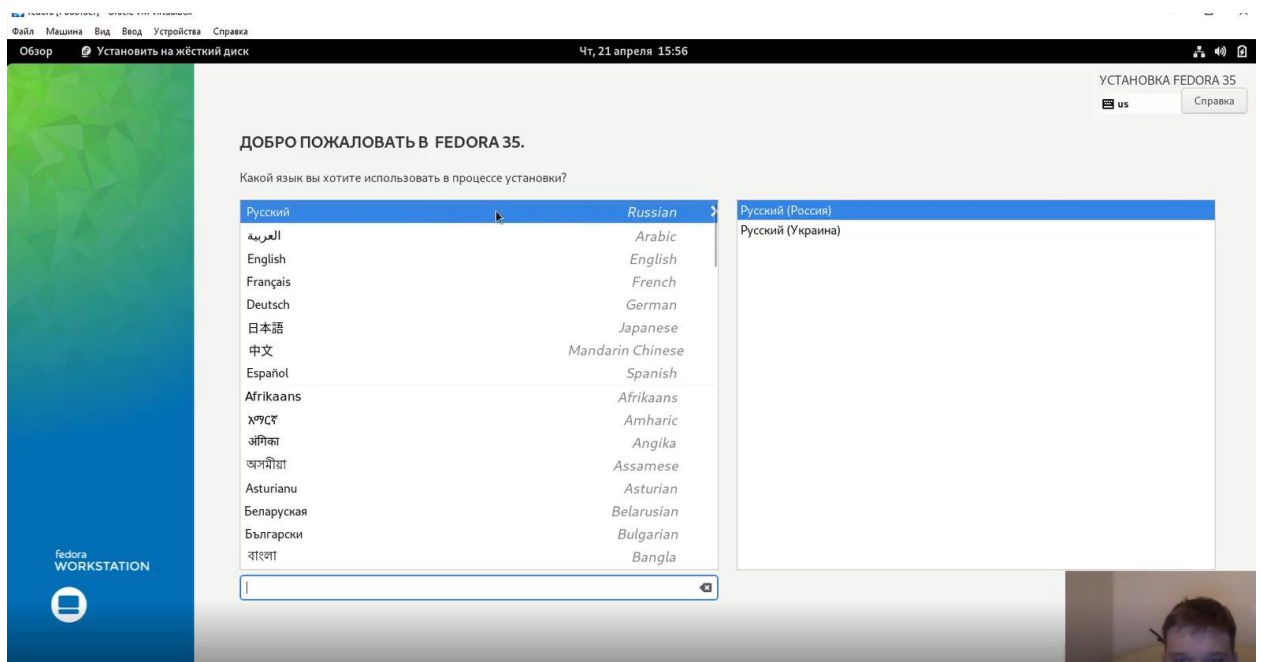 Файл Машина Вид Ввод Устройства Справка
Обзор Установить на жёсткий диск Чт, 21 апреля 15:56
УСТАНОВКА FEDORA 35
us Справка
ДОБРО ПОЖАЛОВАТЬ В FEDORA 35.
Какой язык вы хотите использовать в процессе установки?
Русский Russian Русский (Россия)
العربية Arabic Русский (Украина)
English English
Français French
Deutsch German
日本語 Japanese
中文 Mandarin Chinese
Español Spanish
Afrikaans Afrikaans
አማርኛ Amharic
अंगिका Angika
অসমীয়া Assamese
Asturianu Asturian
Беларуская Belarusian
Български Bulgarian
বাংলা Bangla
fedora
WORKSTATION